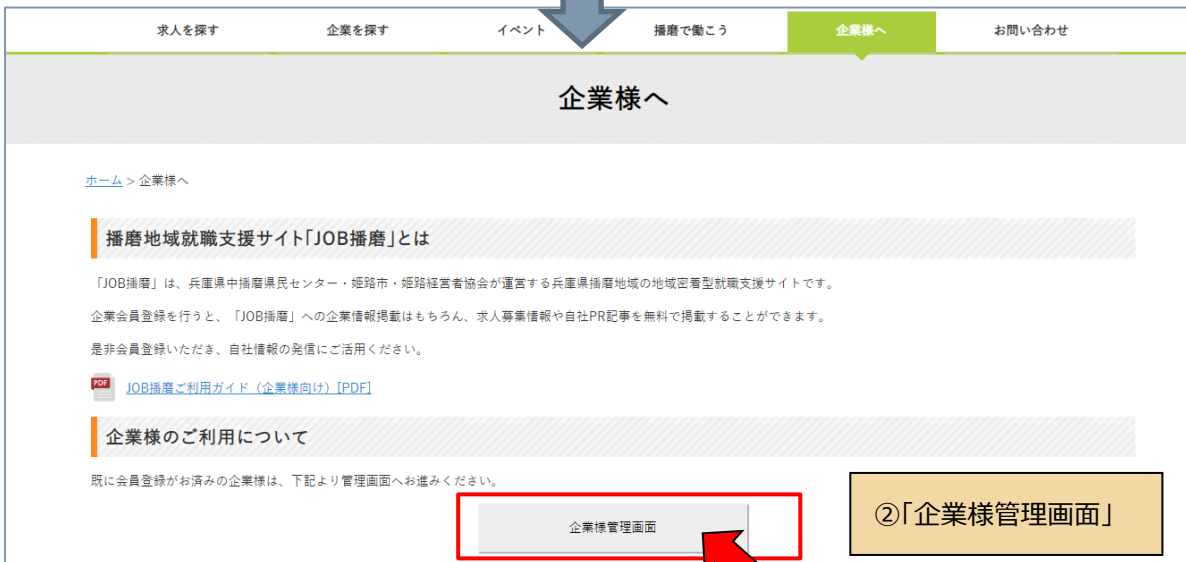 求人を探す 企業を探す イベント 播磨で働こう 企業様へ お問い合わせ
企業様へ
ホーム > 企業様へ
播磨地域就職支援サイト「JOB播磨」とは
「JOB播磨」は、兵庫県中播磨県民センター・姫路市・姫路経営者協会が運営する兵庫県播磨地域の地域密着型就職支援サイトです。
企業会員登録を行うと、「JOB播磨」への企業情報掲載はもちろん、求人募集情報や自社PR記事を無料で掲載することができます。
是非会員登録いただき、自社情報の発信にご活用ください。
PDF JOB播磨ご利用ガイド（企業様向け）[PDF]
企業様のご利用について
既に会員登録がお済みの企業様は、下記より管理画面へお進みください。
企業様管理画面
②「企業様管理画面」